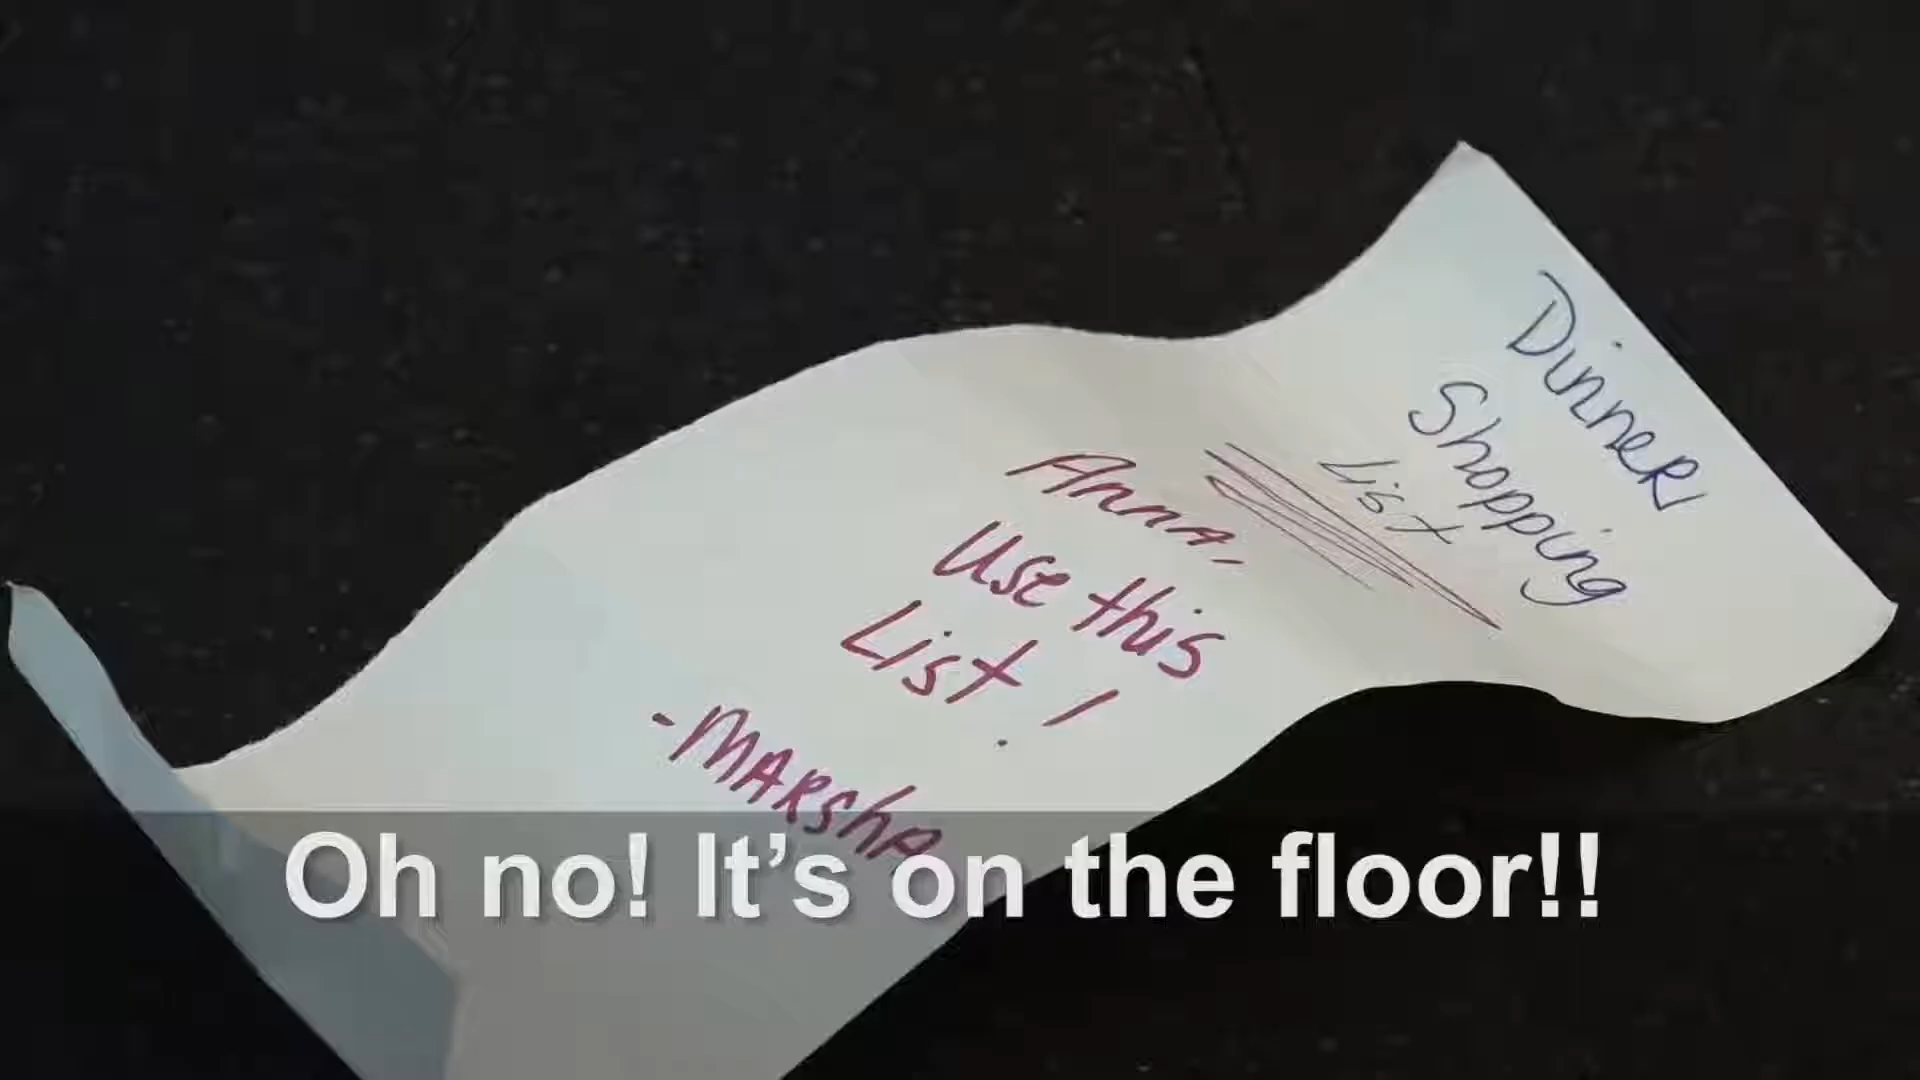 Dinner
Shopping
List
Anna,
Use this
List!
-Marsha
Oh no! It’s on the floor!!